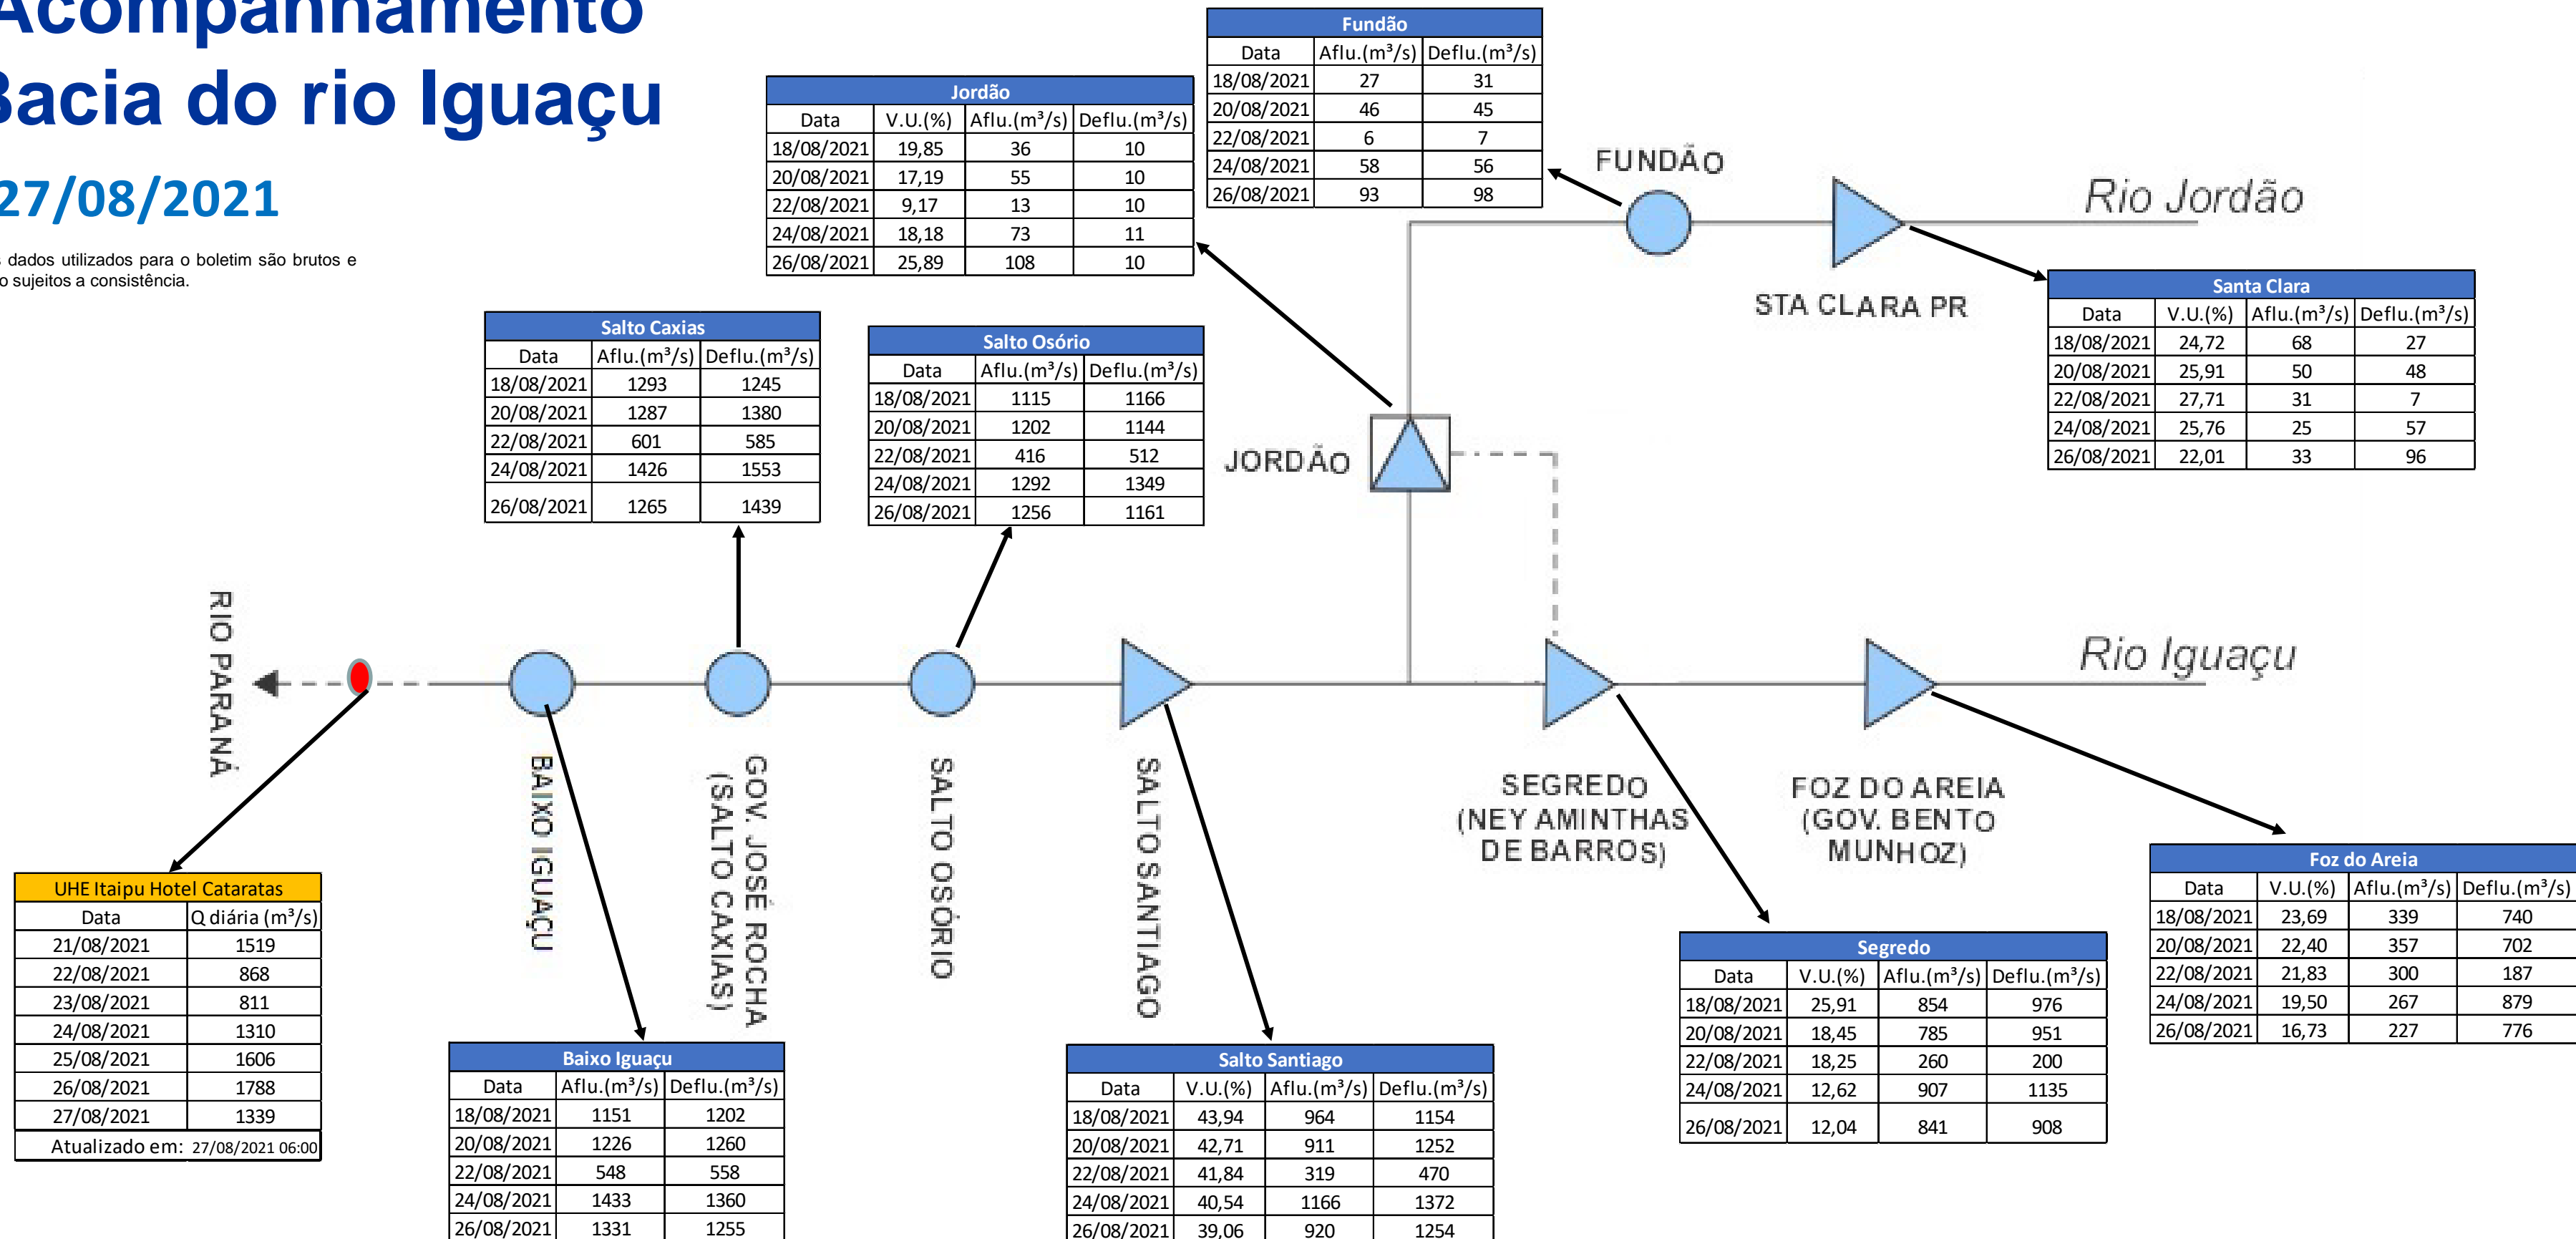 Acompanhamento
Bacia do rio Iguaçu
27/08/2021
dados utilizados para o boletim são brutos e
sujeitos a consistência.
Fundão
Data Aflu.(m³/s) Deflu.(m³/s)
18/08/2021 27 31
20/08/2021 46 45
22/08/2021 6 7
24/08/2021 58 56
26/08/2021 93 98
Jordão
Data V.U.(%) Aflu.(m³/s) Deflu.(m³/s)
18/08/2021 19,85 36 10
20/08/2021 17,19 55 10
22/08/2021 9,17 13 10
24/08/2021 18,18 73 11
26/08/2021 25,89 108 10
FUNDÃO
Rio Jordão
STA CLARA PR
Santa Clara
Data V.U.(%) Aflu.(m³/s) Deflu.(m³/s)
18/08/2021 24,72 68 27
20/08/2021 25,91 50 48
22/08/2021 27,71 31 7
24/08/2021 25,76 25 57
26/08/2021 22,01 33 96
Salto Caxias
Data Aflu.(m³/s) Deflu.(m³/s)
18/08/2021 1293 1245
20/08/2021 1287 1380
22/08/2021 601 585
24/08/2021 1426 1553
26/08/2021 1265 1439
Salto Osório
Data Aflu.(m³/s) Deflu.(m³/s)
18/08/2021 1115 1166
20/08/2021 1202 1144
22/08/2021 416 512
24/08/2021 1292 1349
26/08/2021 1256 1161
JORDÃO
RIO PARANÁ
Rio Iguaçu
BAIXO IGUAÇU
GOV. JOSÉ ROCHA
(SALTO CAXIAS)
SALTO OSÓRIO
SALTO SANTIAGO
SEGREDO
(NEY AMINTHAS
DE BARROS)
FOZ DO AREIA
(GOV. BENTO
MUNHOZ)
UHE Itaipu Hotel Cataratas
Data Q diária (m³/s)
21/08/2021 1519
22/08/2021 868
23/08/2021 811
24/08/2021 1310
25/08/2021 1606
26/08/2021 1788
27/08/2021 1339
Atualizado em: 27/08/2021 06:00
Baixo Iguaçu
Data Aflu.(m³/s) Deflu.(m³/s)
18/08/2021 1151 1202
20/08/2021 1226 1260
22/08/2021 548 558
24/08/2021 1433 1360
26/08/2021 1331 1255
Salto Santiago
Data V.U.(%) Aflu.(m³/s) Deflu.(m³/s)
18/08/2021 43,94 964 1154
20/08/2021 42,71 911 1252
22/08/2021 41,84 319 470
24/08/2021 40,54 1166 1372
26/08/2021 39,06 920 1254
Segredo
Data V.U.(%) Aflu.(m³/s) Deflu.(m³/s)
18/08/2021 25,91 854 976
20/08/2021 18,45 785 951
22/08/2021 18,25 260 200
24/08/2021 12,62 907 1135
26/08/2021 12,04 841 908
Foz do Areia
Data V.U.(%) Aflu.(m³/s) Deflu.(m³/s)
18/08/2021 23,69 339 740
20/08/2021 22,40 357 702
22/08/2021 21,83 300 187
24/08/2021 19,50 267 879
26/08/2021 16,73 227 776